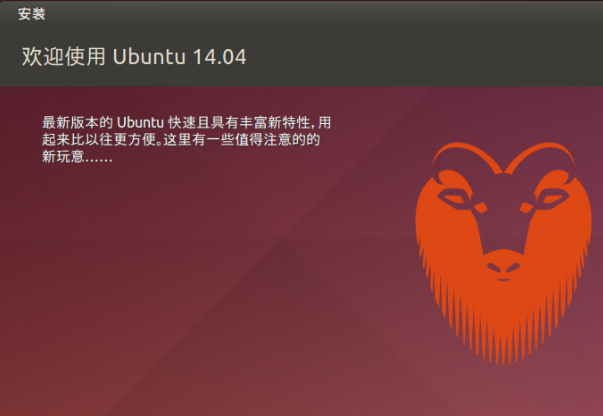 安装
欢迎使用 Ubuntu 14.04
最新版本的 Ubuntu 快速且具有丰富新特性，用
起来比以往更方便。这里有一些值得注意的的
新玩意……